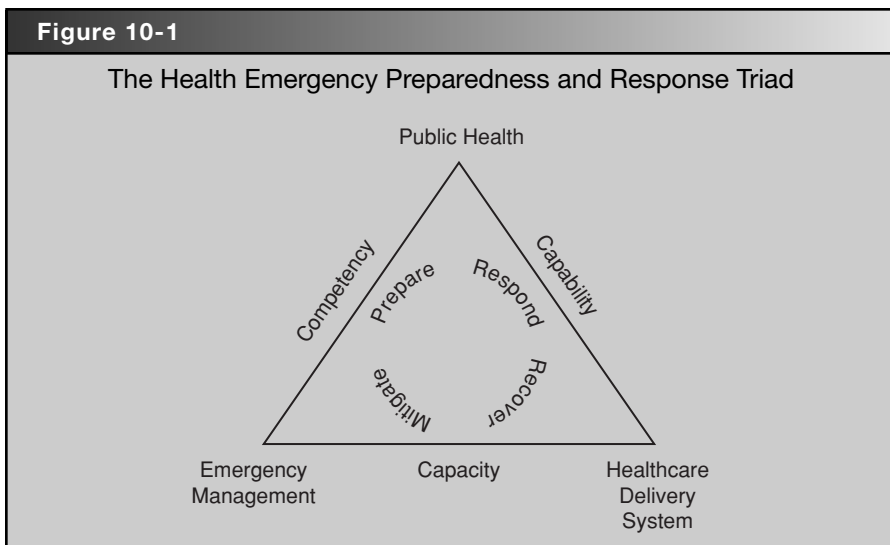 Figure 10-1
The Health Emergency Preparedness and Response Triad
Public Health
Competency
Capability
Prepare
Respond
Mitigate
Recover
Emergency
Management
Capacity
Healthcare
Delivery
System